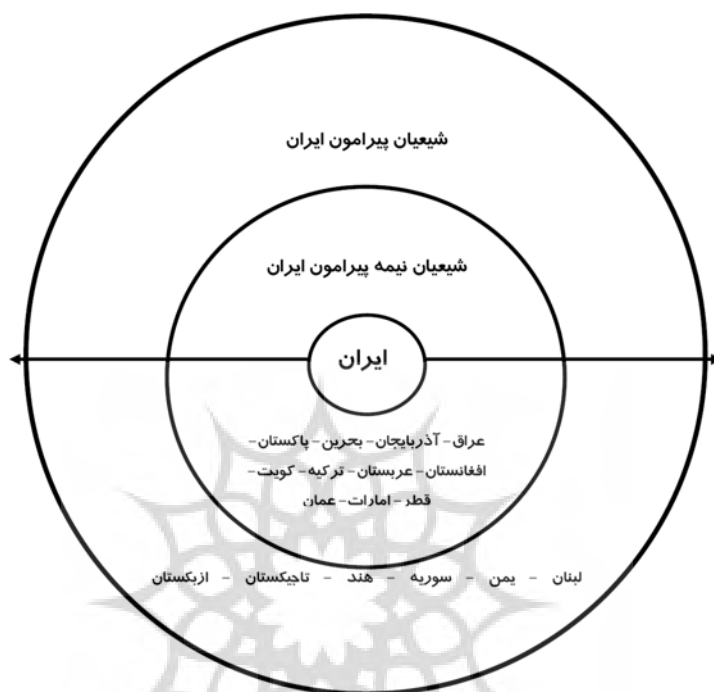 شیعیان پیرامون ایران
شیعیان نیمه پیرامون ایران
ایران
عراق- آذربایجان- بحرین- پاکستان-
افغانستان- عربستان- ترکیه- کویت-
قطر- امارات- عمان
لبنان - یمن - سوریه - هند - تاجیکستان - ازبکستان